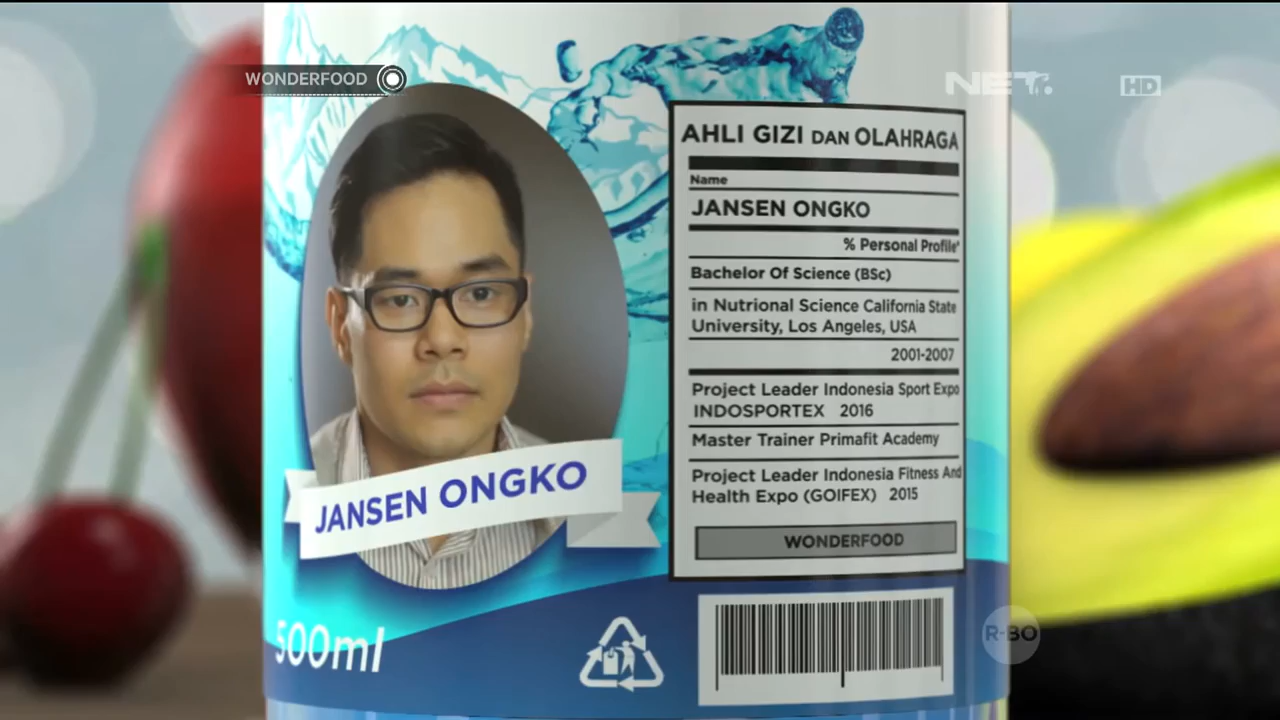 WONDERFOOD
NET.
HD
AHLI GIZI DAN OLAHRAGA
Name
JANSEN ONGKO
% Personal Profile*
Bachelor Of Science (BSc)
in Nutrional Science California State
University, Los Angeles, USA
2001-2007
Project Leader Indonesia Sport Expo
INDOSPORTEX 2016
Master Trainer Primafit Academy
Project Leader Indonesia Fitness And
Health Expo (GOIFEX) 2015
WONDERFOOD
JANSEN ONGKO
500ml
R-BO